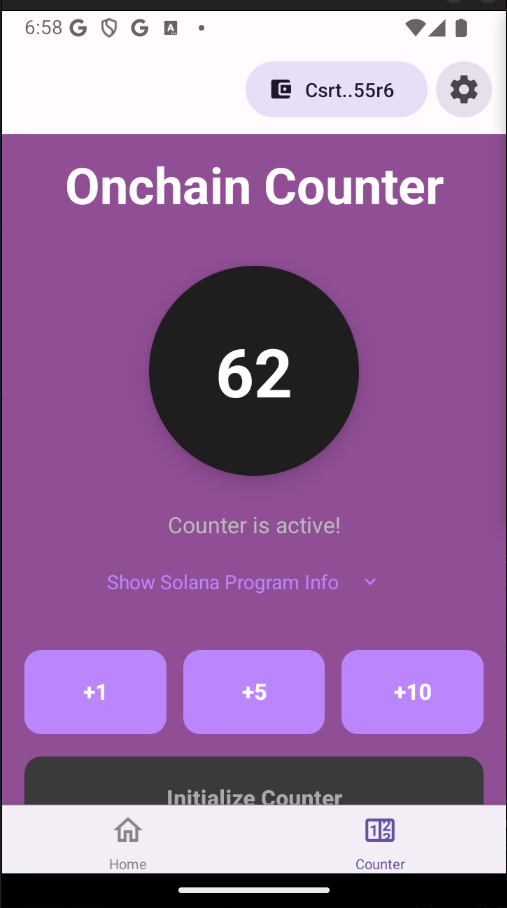 6:58
Csrt..55r6
Onchain Counter
62
Counter is active!
Show Solana Program Info
+1 +5 +10
Initialize Counter
Home Counter